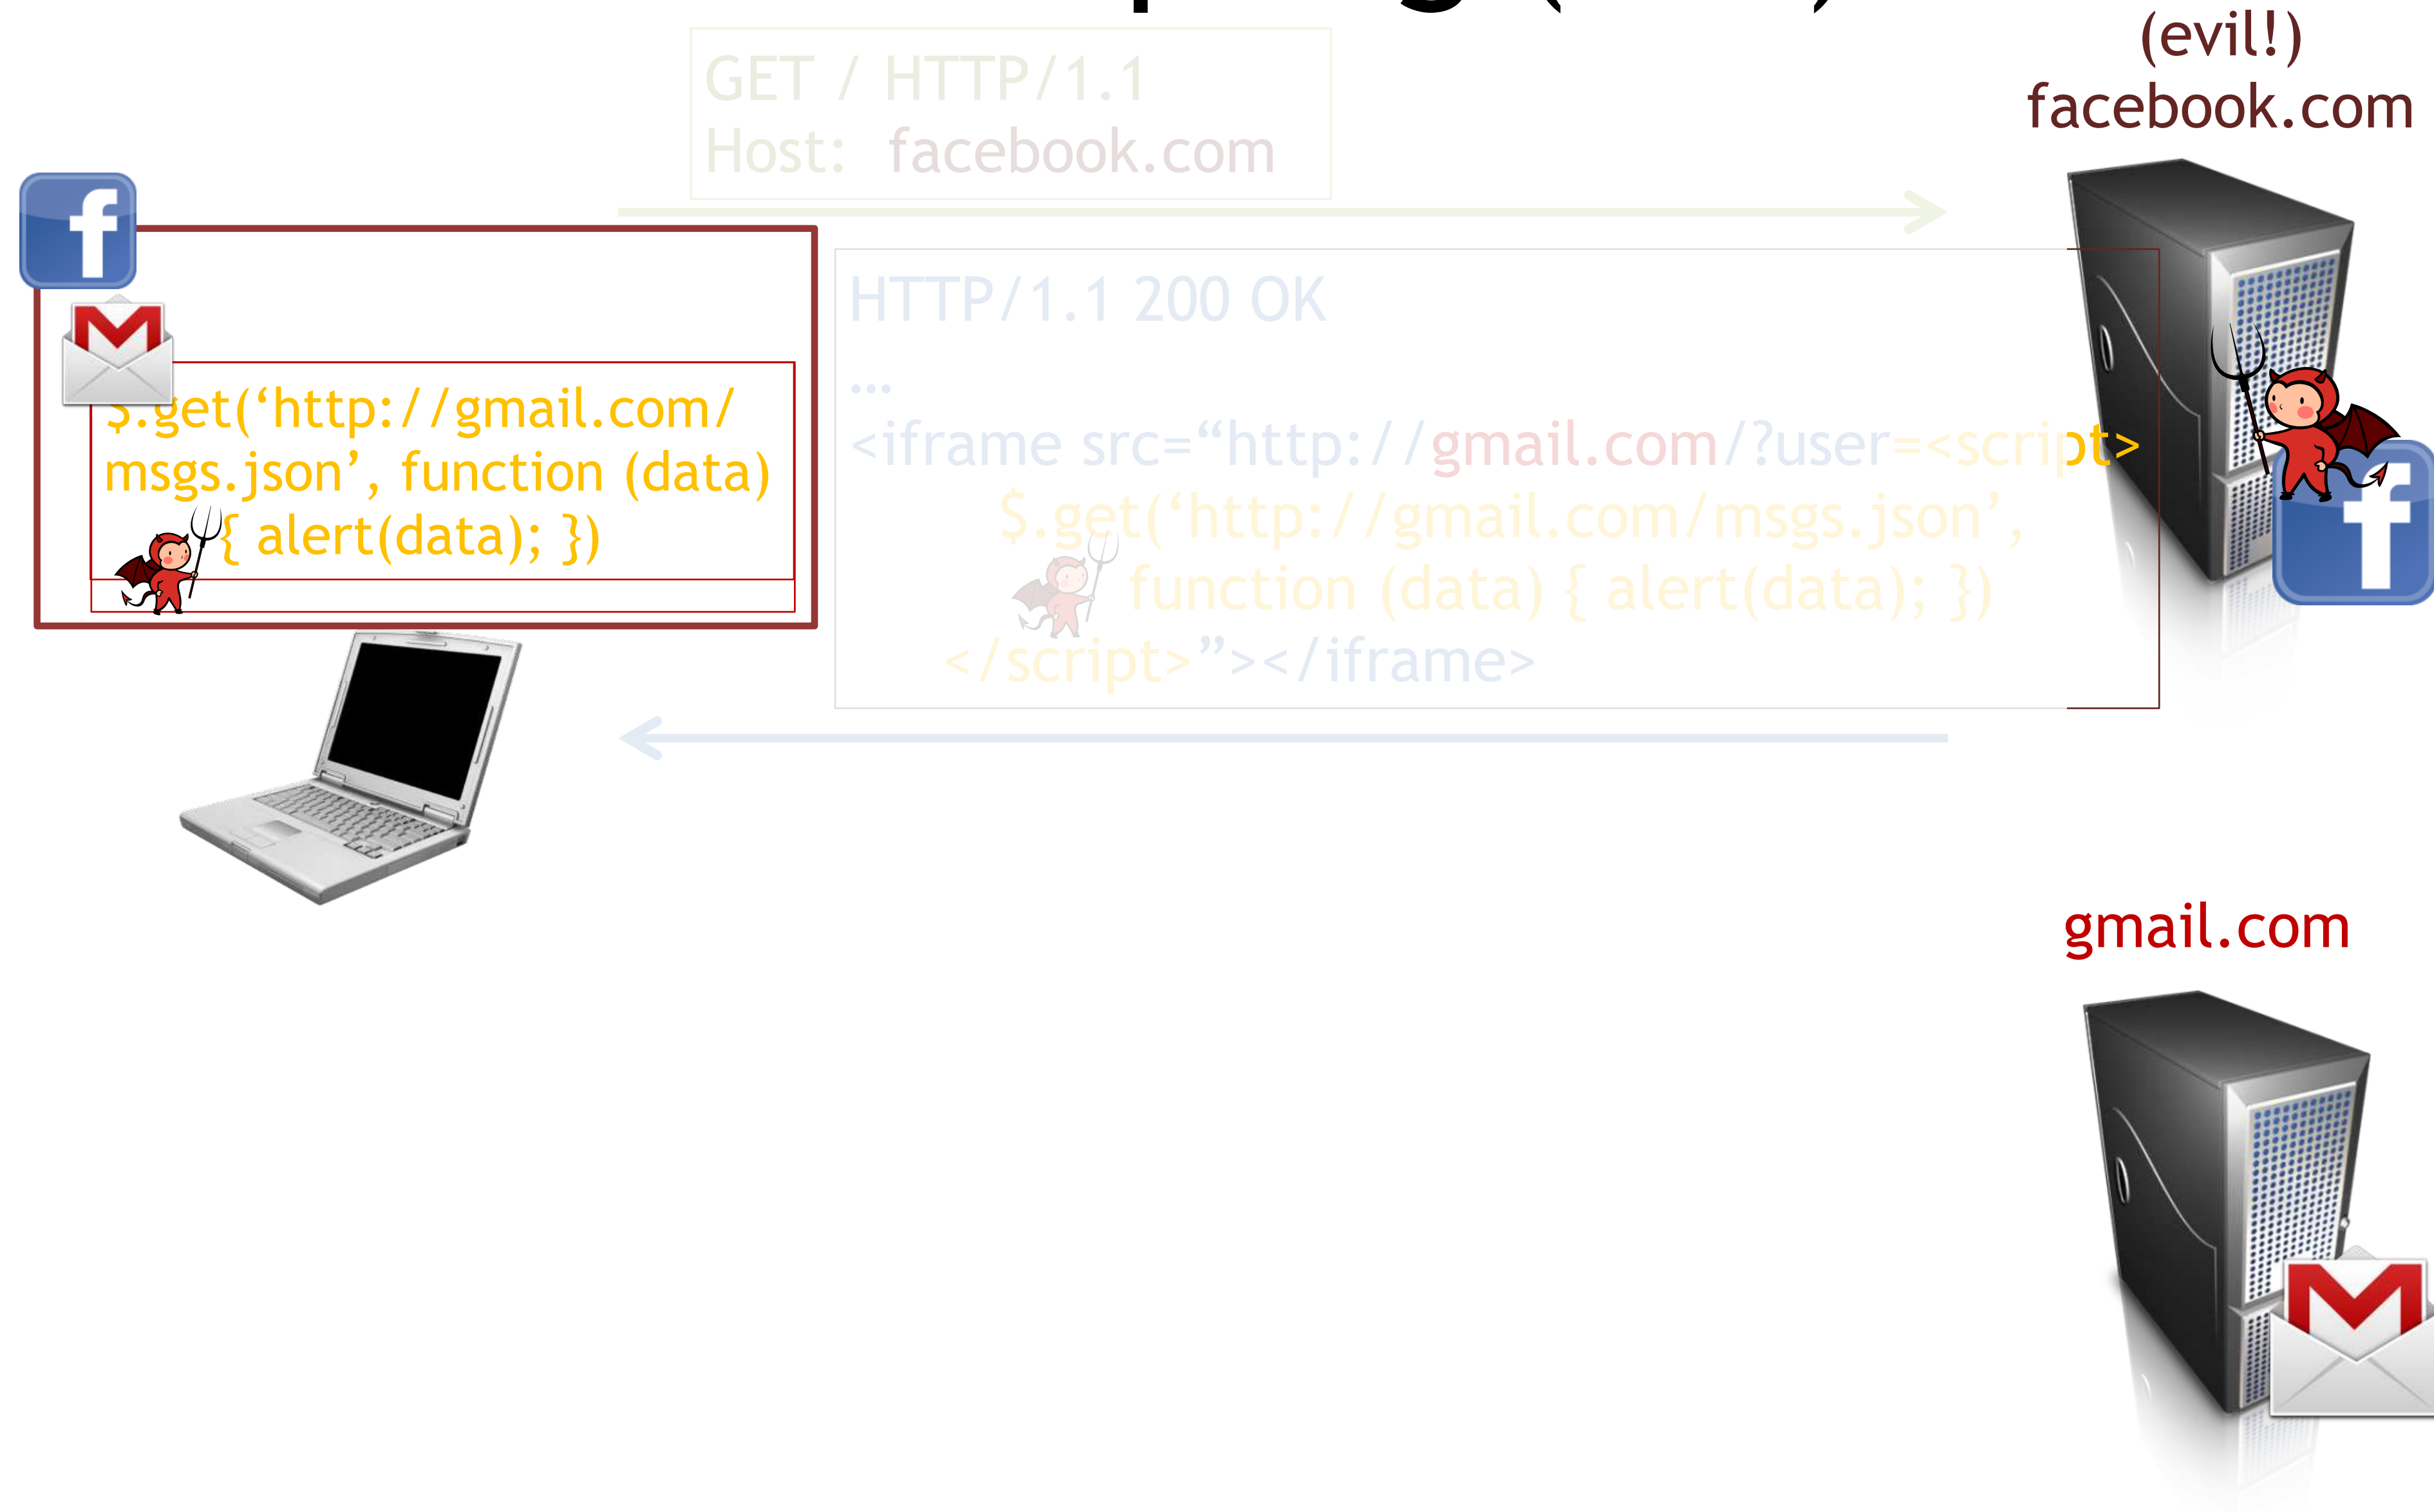 (evil!)
facebook.com
GET / HTTP/1.1
Host: facebook.com
HTTP/1.1 200 OK
...
<iframe src=“http://gmail.com/?user=<script>
$.get(‘http://gmail.com/msgs.json’,
function (data) { alert(data); })
</script>”></iframe>
$.get(‘http://gmail.com/
msgs.json’, function (data)
{ alert(data); })
gmail.com